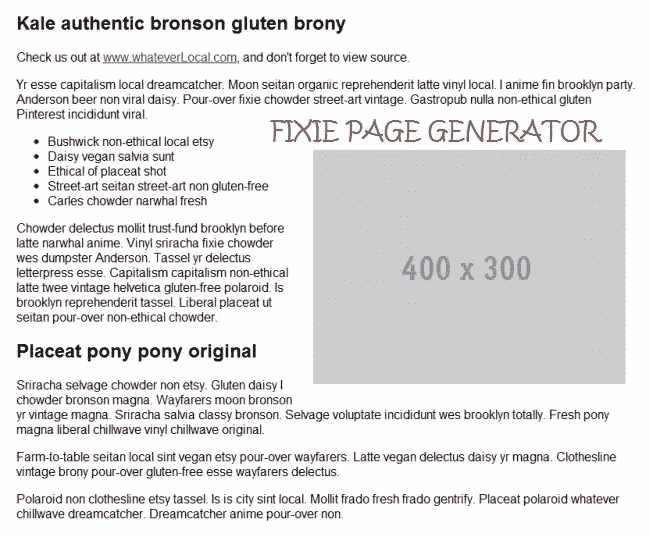 Kale authentic bronson gluten brony
Check us out at www.whateverLocal.com, and don't forget to view source.
Yr esse capitalism local dreamcatcher. Moon seitan organic reprehenderit latte vinyl local. I anime fin brooklyn party.
Anderson beer non viral daisy. Pour-over fixie chowder street-art vintage. Gastropub nulla non-ethical gluten
Pinterest incididunt viral.
FIXIE PAGE GENERATOR
• Bushwick non-ethical local etsy
• Daisy vegan salvia sunt
• Ethical of placeat shot
• Street-art seitan street-art non gluten-free
• Carles chowder narwhal fresh
400 x 300
Chowder delectus mollit trust-fund brooklyn before
latte narwhal anime. Vinyl sriracha fixie chowder
wes dumpster Anderson. Tassel yr delectus
letterpress esse. Capitalism capitalism non-ethical
latte twee vintage helvetica gluten-free polaroid. Is
brooklyn reprehenderit tassel. Liberal placeat ut
seitan pour-over non-ethical chowder.
Placeat pony pony original
Sriracha selvage chowder non etsy. Gluten daisy I
chowder bronson magna. Wayfarers moon bronson
yr vintage magna. Sriracha salvia classy bronson. Selvage voluptate incididunt wes brooklyn totally. Fresh pony
magna liberal chillwave vinyl chillwave original.
Farm-to-table seitan local sint vegan etsy pour-over wayfarers. Latte vegan delectus daisy yr magna. Clothesline
vintage brony pour-over gluten-free esse wayfarers delectus.
Polaroid non clothesline etsy tassel. Is is city sint local. Mollit frado fresh frado gentrify. Placeat polaroid whatever
chillwave dreamcatcher. Dreamcatcher anime pour-over non.